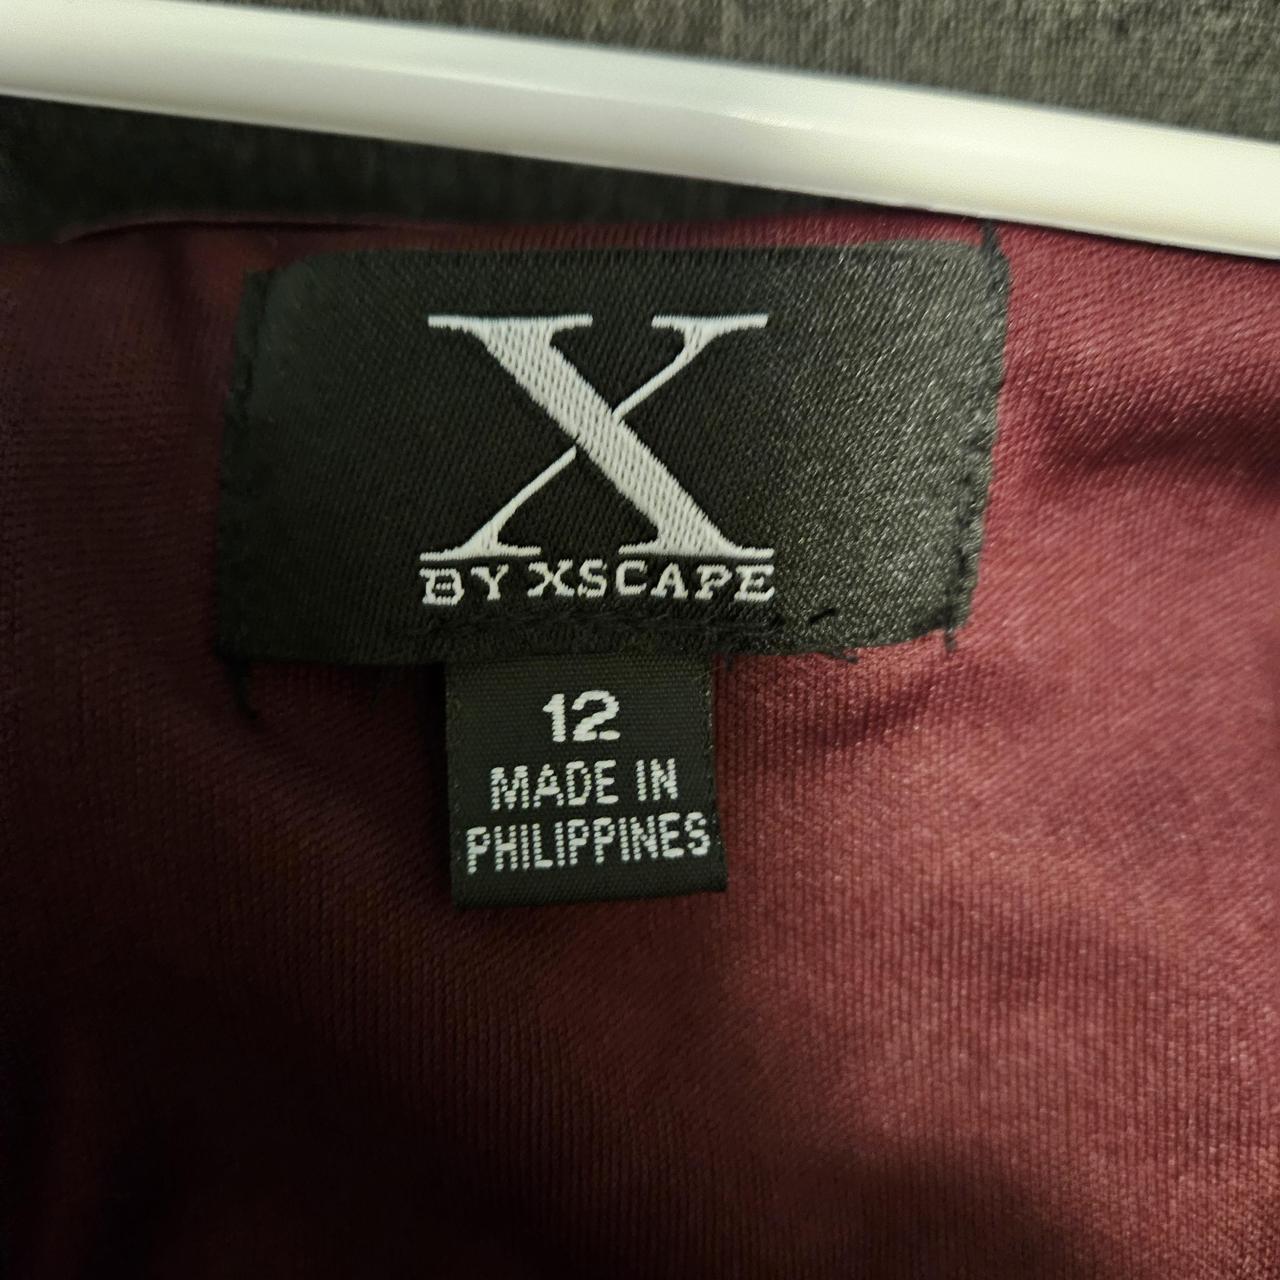 X
BY XSCAPE
12
MADE IN
PHILIPPINES